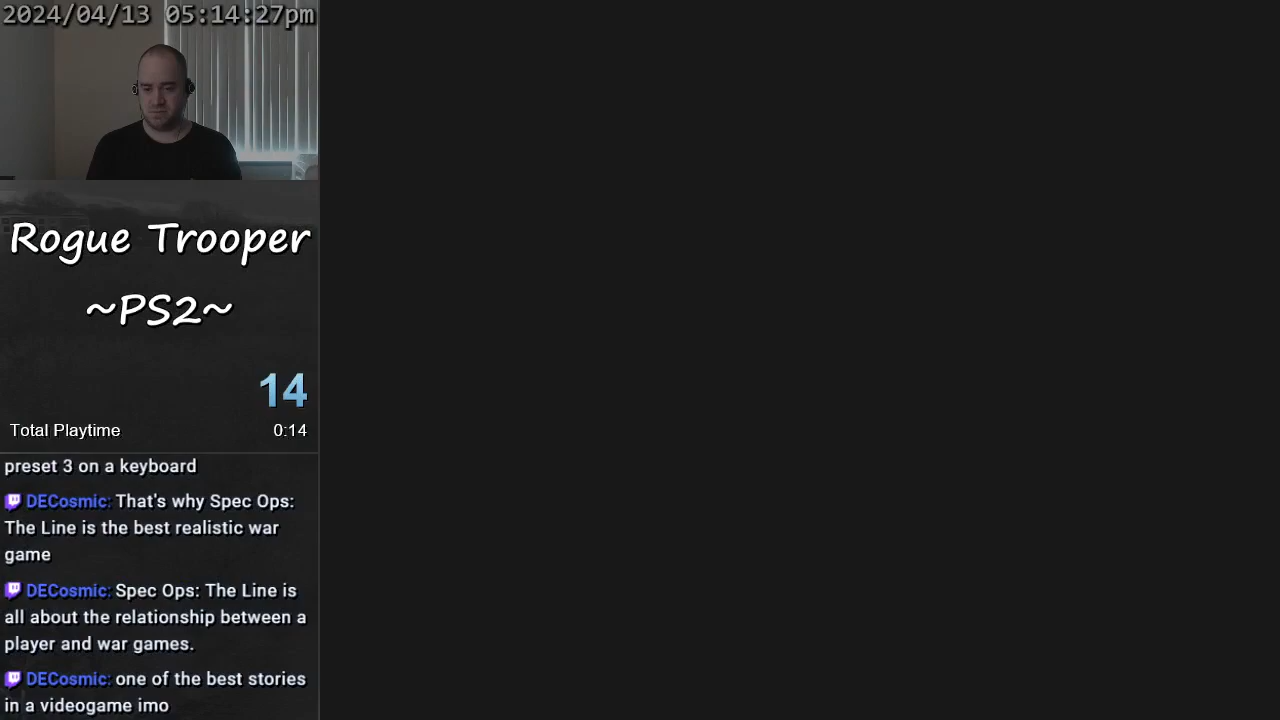 2024/04/13 05:14:27pm
Rogue Trooper
~PS2~
14
Total Playtime 0:14
preset 3 on a keyboard
DECosmic: That's why Spec Ops:
The Line is the best realistic war
game
DECosmic: Spec Ops: The Line is
all about the relationship between a
player and war games.
DECosmic: one of the best stories
in a videogame imo